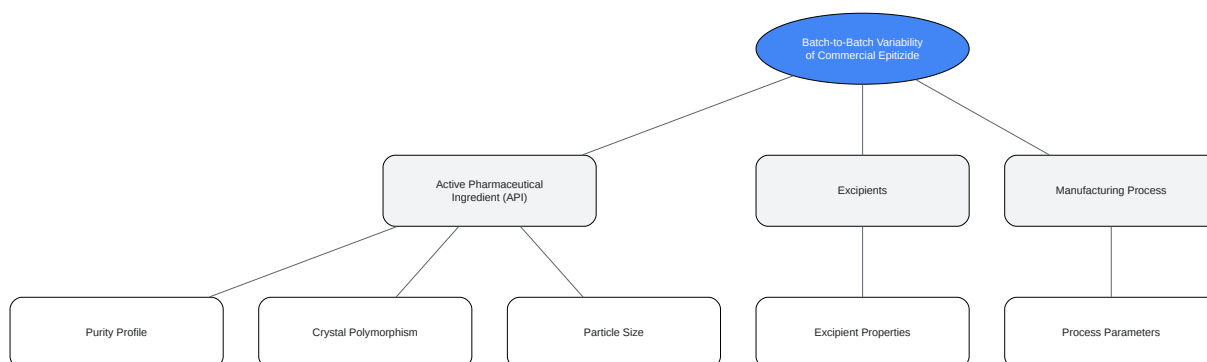 Batch-to-Batch Variability
of Commercial Epitizide
Active Pharmaceutical
Ingredient (API)
Excipients
Manufacturing Process
Purity Profile
Crystal Polymorphism
Particle Size
Excipient Properties
Process Parameters